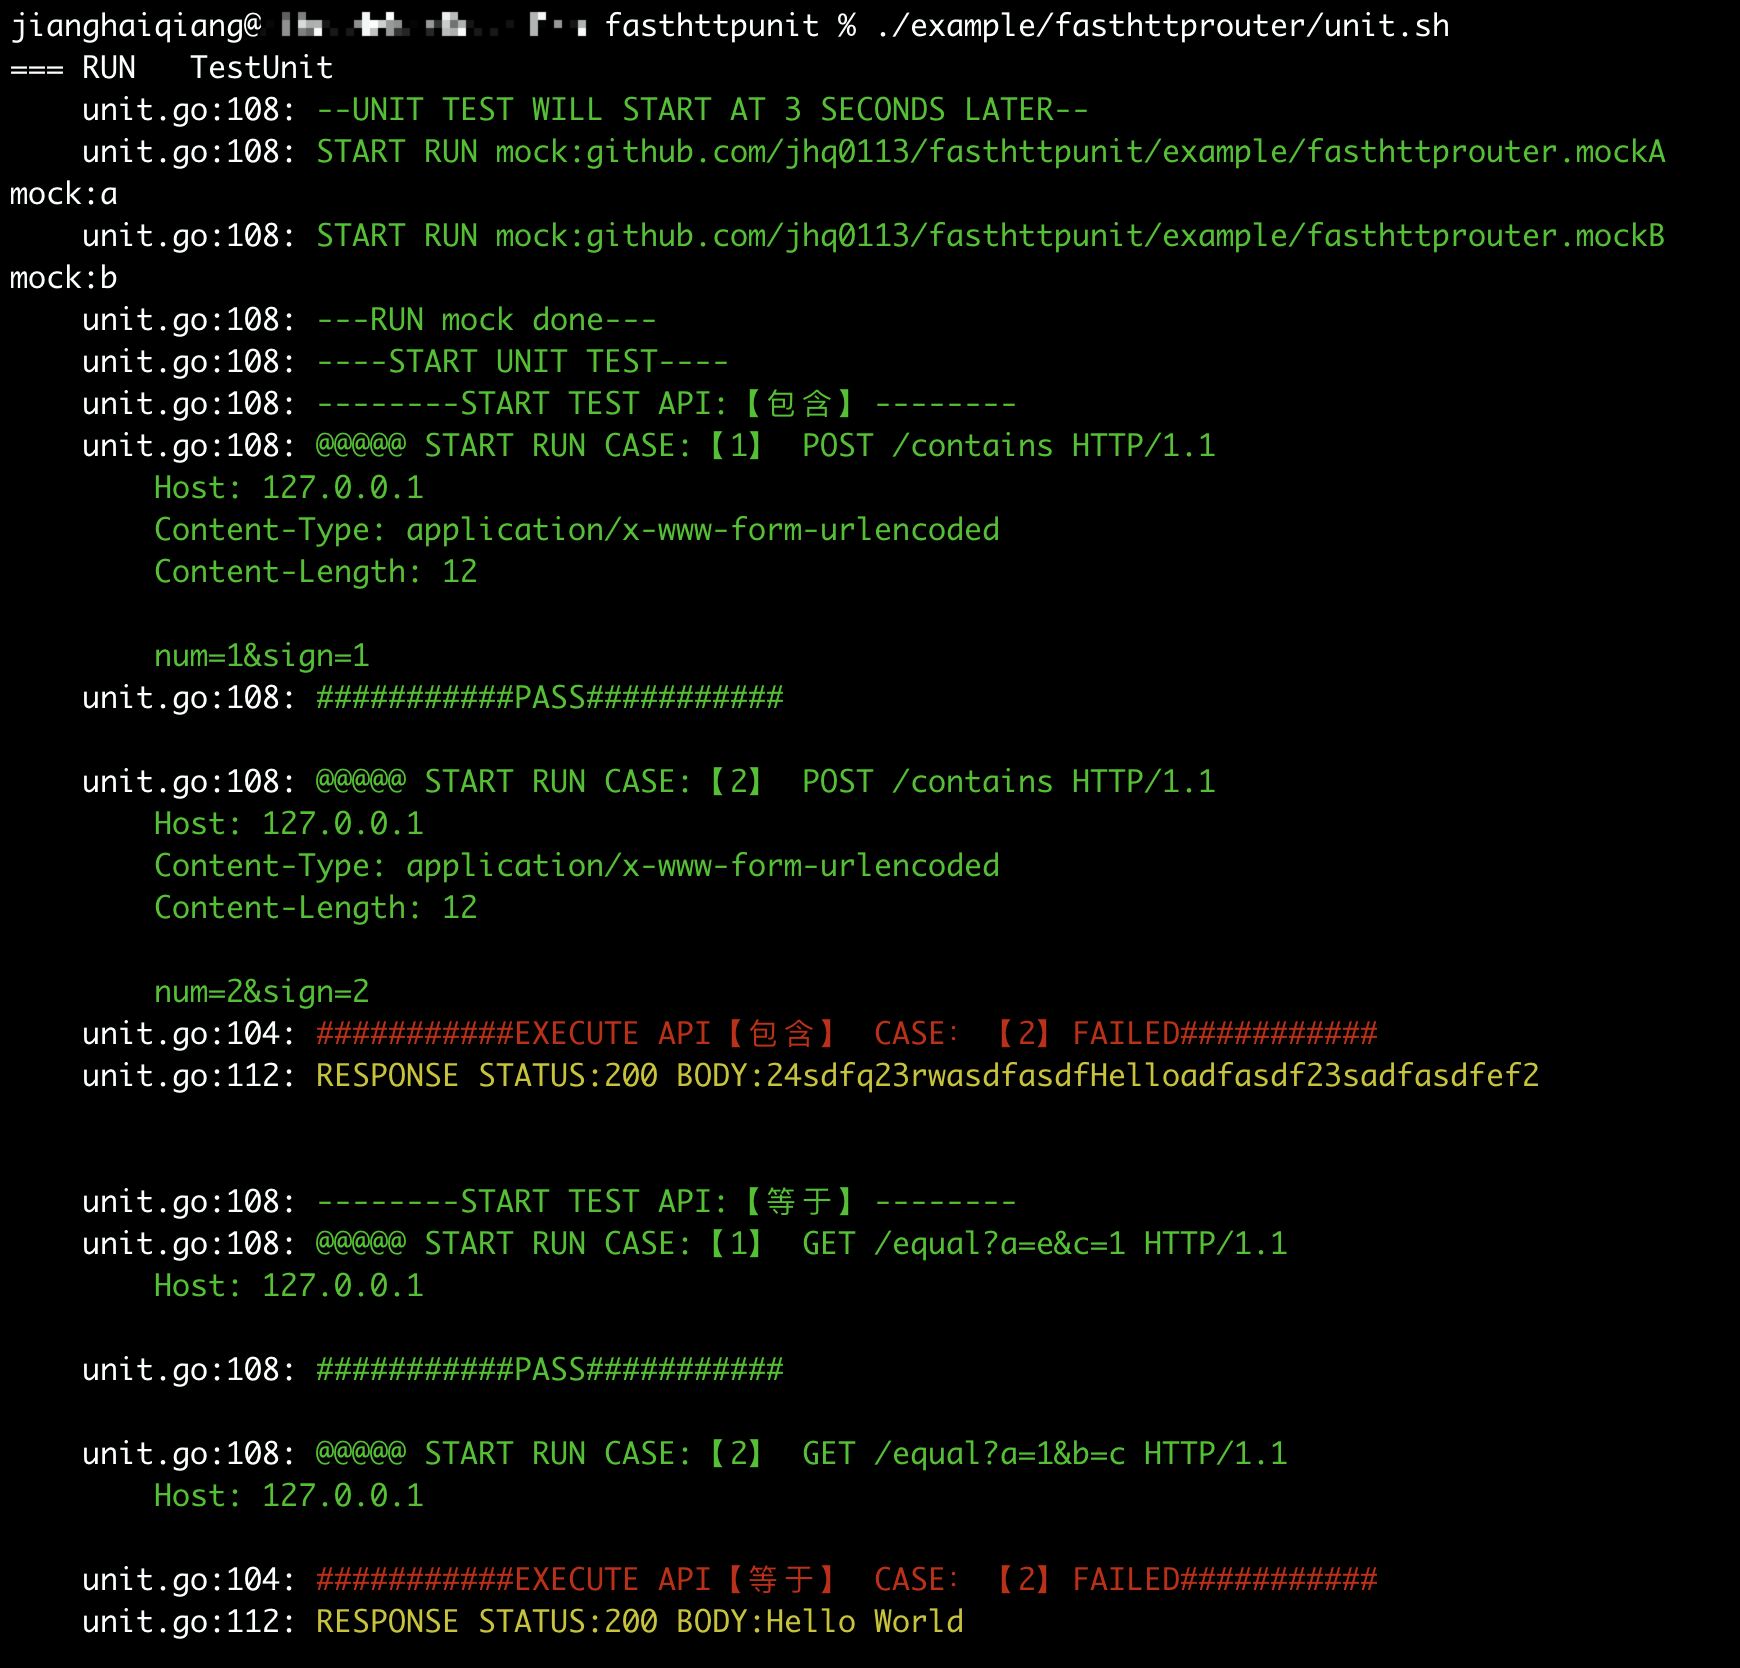 jianghaiqiang@ fasthttpunit % ./example/fasthttprouter/unit.sh
=== RUN   TestUnit
    unit.go:108: --UNIT TEST WILL START AT 3 SECONDS LATER--
    unit.go:108: START RUN mock:github.com/jhq0113/fasthttpunit/example/fasthttprouter.mockA
mock:a
    unit.go:108: START RUN mock:github.com/jhq0113/fasthttpunit/example/fasthttprouter.mockB
mock:b
    unit.go:108: ---RUN mock done---
    unit.go:108: ----START UNIT TEST----
    unit.go:108: --------START TEST API:【包含】--------
    unit.go:108: @@@@@ START RUN CASE:【1】 POST /contains HTTP/1.1
        Host: 127.0.0.1
        Content-Type: application/x-www-form-urlencoded
        Content-Length: 12
        num=1&sign=1
    unit.go:108: ###########PASS###########
    unit.go:108: @@@@@ START RUN CASE:【2】 POST /contains HTTP/1.1
        Host: 127.0.0.1
        Content-Type: application/x-www-form-urlencoded
        Content-Length: 12
        num=2&sign=2
    unit.go:104: ###########EXECUTE API【包含】 CASE: 【2】FAILED###########
    unit.go:112: RESPONSE STATUS:200 BODY:24sdfq23rwasdfasdfHelloadfasdf23sadfasdfef2
    unit.go:108: --------START TEST API:【等于】--------
    unit.go:108: @@@@@ START RUN CASE:【1】 GET /equal?a=e&c=1 HTTP/1.1
        Host: 127.0.0.1
    unit.go:108: ###########PASS###########
    unit.go:108: @@@@@ START RUN CASE:【2】 GET /equal?a=1&b=c HTTP/1.1
        Host: 127.0.0.1
    unit.go:104: ###########EXECUTE API【等于】 CASE: 【2】FAILED###########
    unit.go:112: RESPONSE STATUS:200 BODY:Hello World